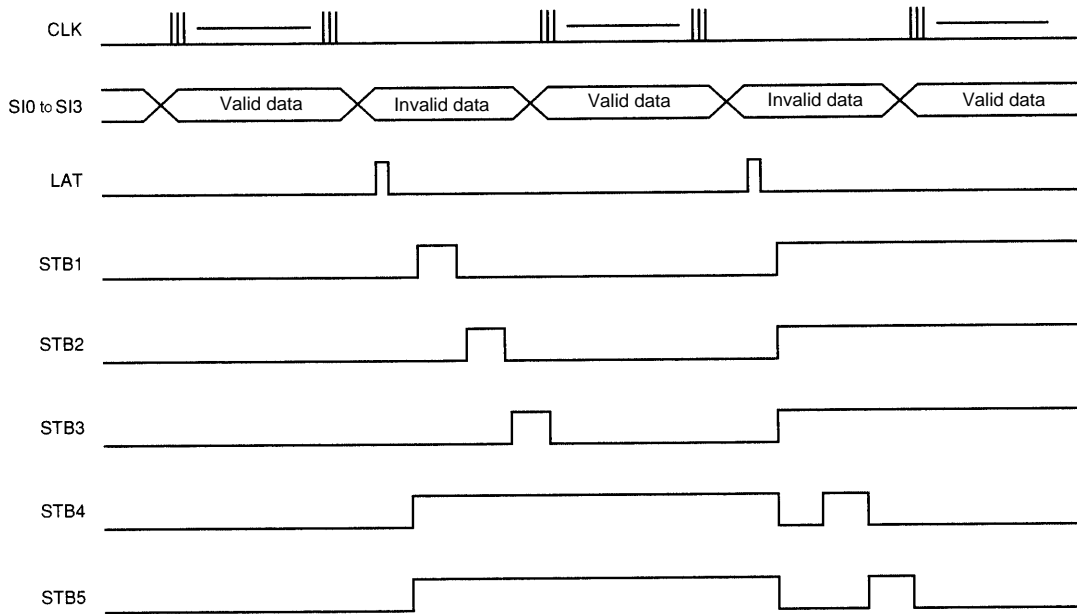 CLK
SI0 to SI3
Valid data
Invalid data
Valid data
Invalid data
Valid data
LAT
STB1
STB2
STB3
STB4
STB5